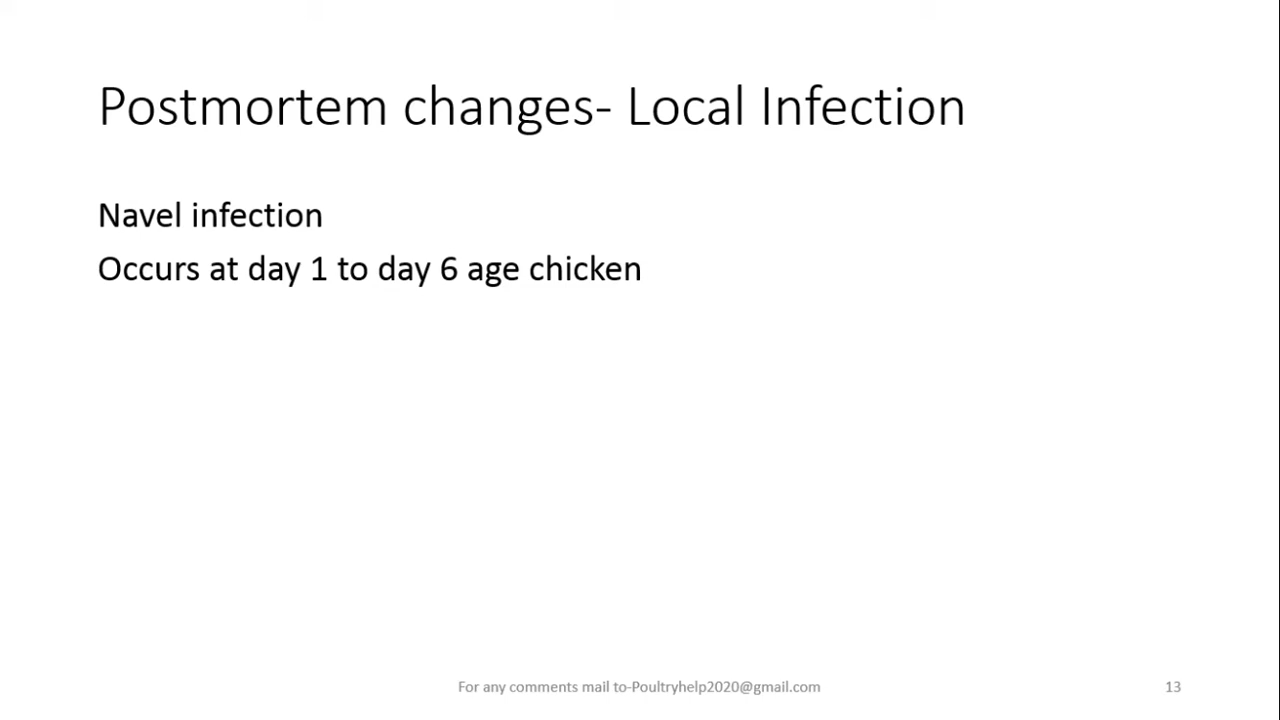 Postmortem changes- Local Infection
Navel infection
Occurs at day 1 to day 6 age chicken
For any comments mail to-Poultryhelp2020@gmail.com
13